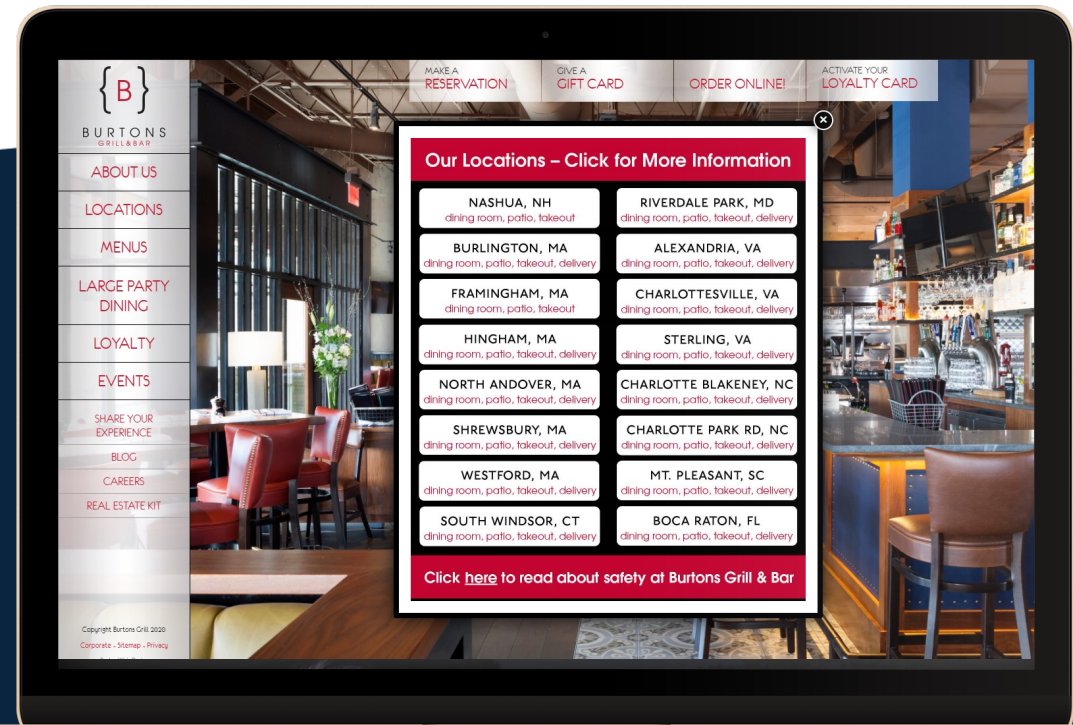 {B}
BURTONS
GRILL&BAR
ABOUT US
LOCATIONS
MENUS
LARGE PARTY
DINING
LOYALTY
EVENTS
SHARE YOUR
EXPERIENCE
BLOG
CAREERS
REAL ESTATE KIT
Copyright Burtons Grill 2020
Corporate - Sitemap - Privacy
MAKE A
RESERVATION
GIVE A
GIFT CARD
ORDER ONLINE!
ACTIVATE YOUR
LOYALTY CARD
Our Locations – Click for More Information
NASHUA, NH
dining room, patio, takeout
BURLINGTON, MA
dining room, patio, takeout, delivery
FRAMINGHAM, MA
dining room, patio, takeout
HINGHAM, MA
dining room, patio, takeout, delivery
NORTH ANDOVER, MA
dining room, patio, takeout, delivery
SHREWSBURY, MA
dining room, patio, takeout, delivery
WESTFORD, MA
dining room, patio, takeout, delivery
SOUTH WINDSOR, CT
dining room, patio, takeout, delivery
RIVERDALE PARK, MD
dining room, patio, takeout, delivery
ALEXANDRIA, VA
dining room, patio, takeout, delivery
CHARLOTTESVILLE, VA
dining room, patio, takeout, delivery
STERLING, VA
dining room, patio, takeout, delivery
CHARLOTTE BLAKENEY, NC
dining room, patio, takeout, delivery
CHARLOTTE PARK RD, NC
dining room, patio, takeout, delivery
MT. PLEASANT, SC
dining room, patio, takeout, delivery
BOCA RATON, FL
dining room, patio, takeout, delivery
Click here to read about safety at Burtons Grill & Bar